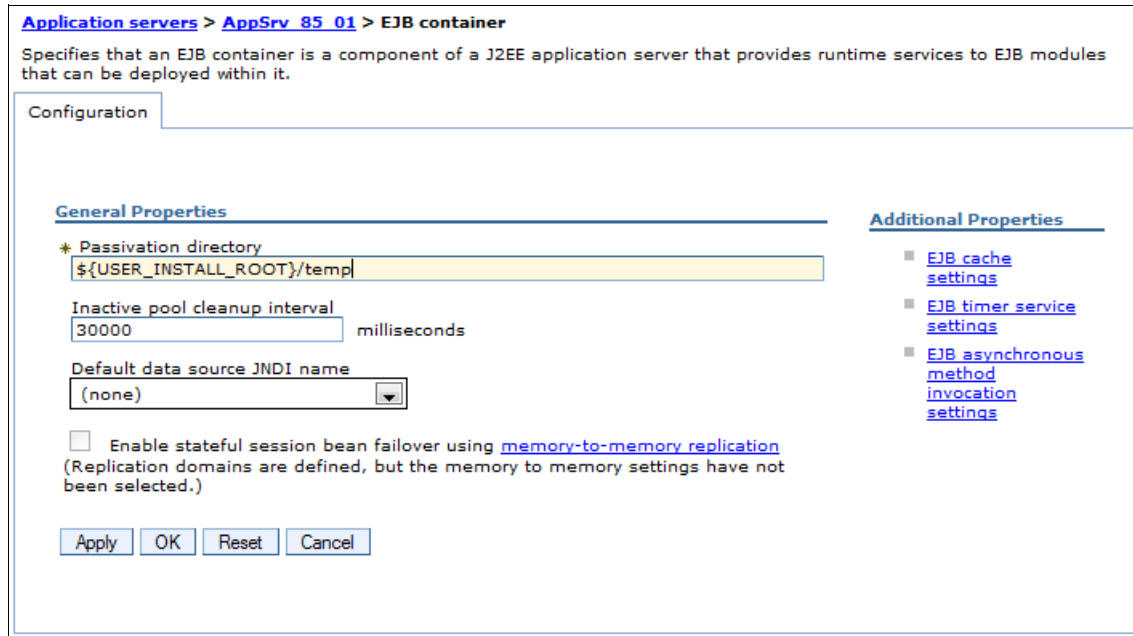 Application servers > AppSrv_85_01 > EJB container
Specifies that an EJB container is a component of a J2EE application server that provides runtime services to EJB modules
that can be deployed within it.
Configuration
General Properties
* Passivation directory
${USER_INSTALL_ROOT}/temp
Inactive pool cleanup interval
30000 milliseconds
Default data source JNDI name
(none)
Enable stateful session bean failover using memory-to-memory replication
(Replication domains are defined, but the memory to memory settings have not
been selected.)
Apply OK Reset Cancel
Additional Properties
EJB cache
settings
EJB timer service
settings
EJB asynchronous
method
invocation
settings